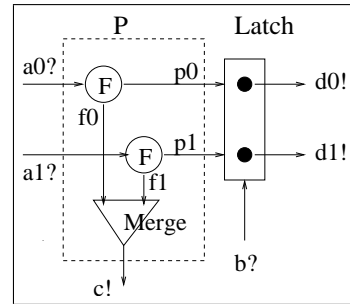 P Latch
a0? F p0 d0!
f0
F p1 d1!
a1? f1
Merge
b?
c!